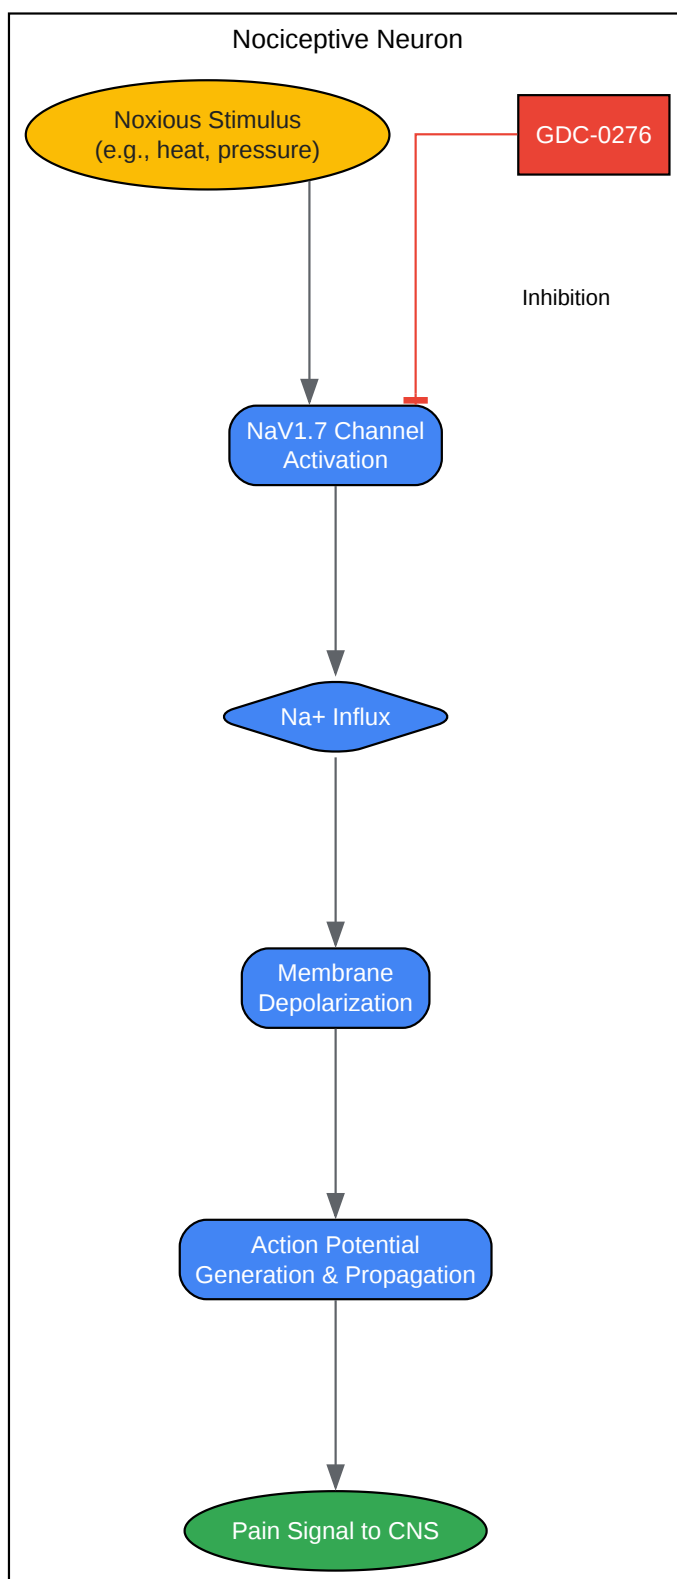 Nociceptive Neuron
Noxious Stimulus
(e.g., heat, pressure)
GDC-0276
Inhibition
NaV1.7 Channel
Activation
Na+ Influx
Membrane
Depolarization
Action Potential
Generation & Propagation
Pain Signal to CNS